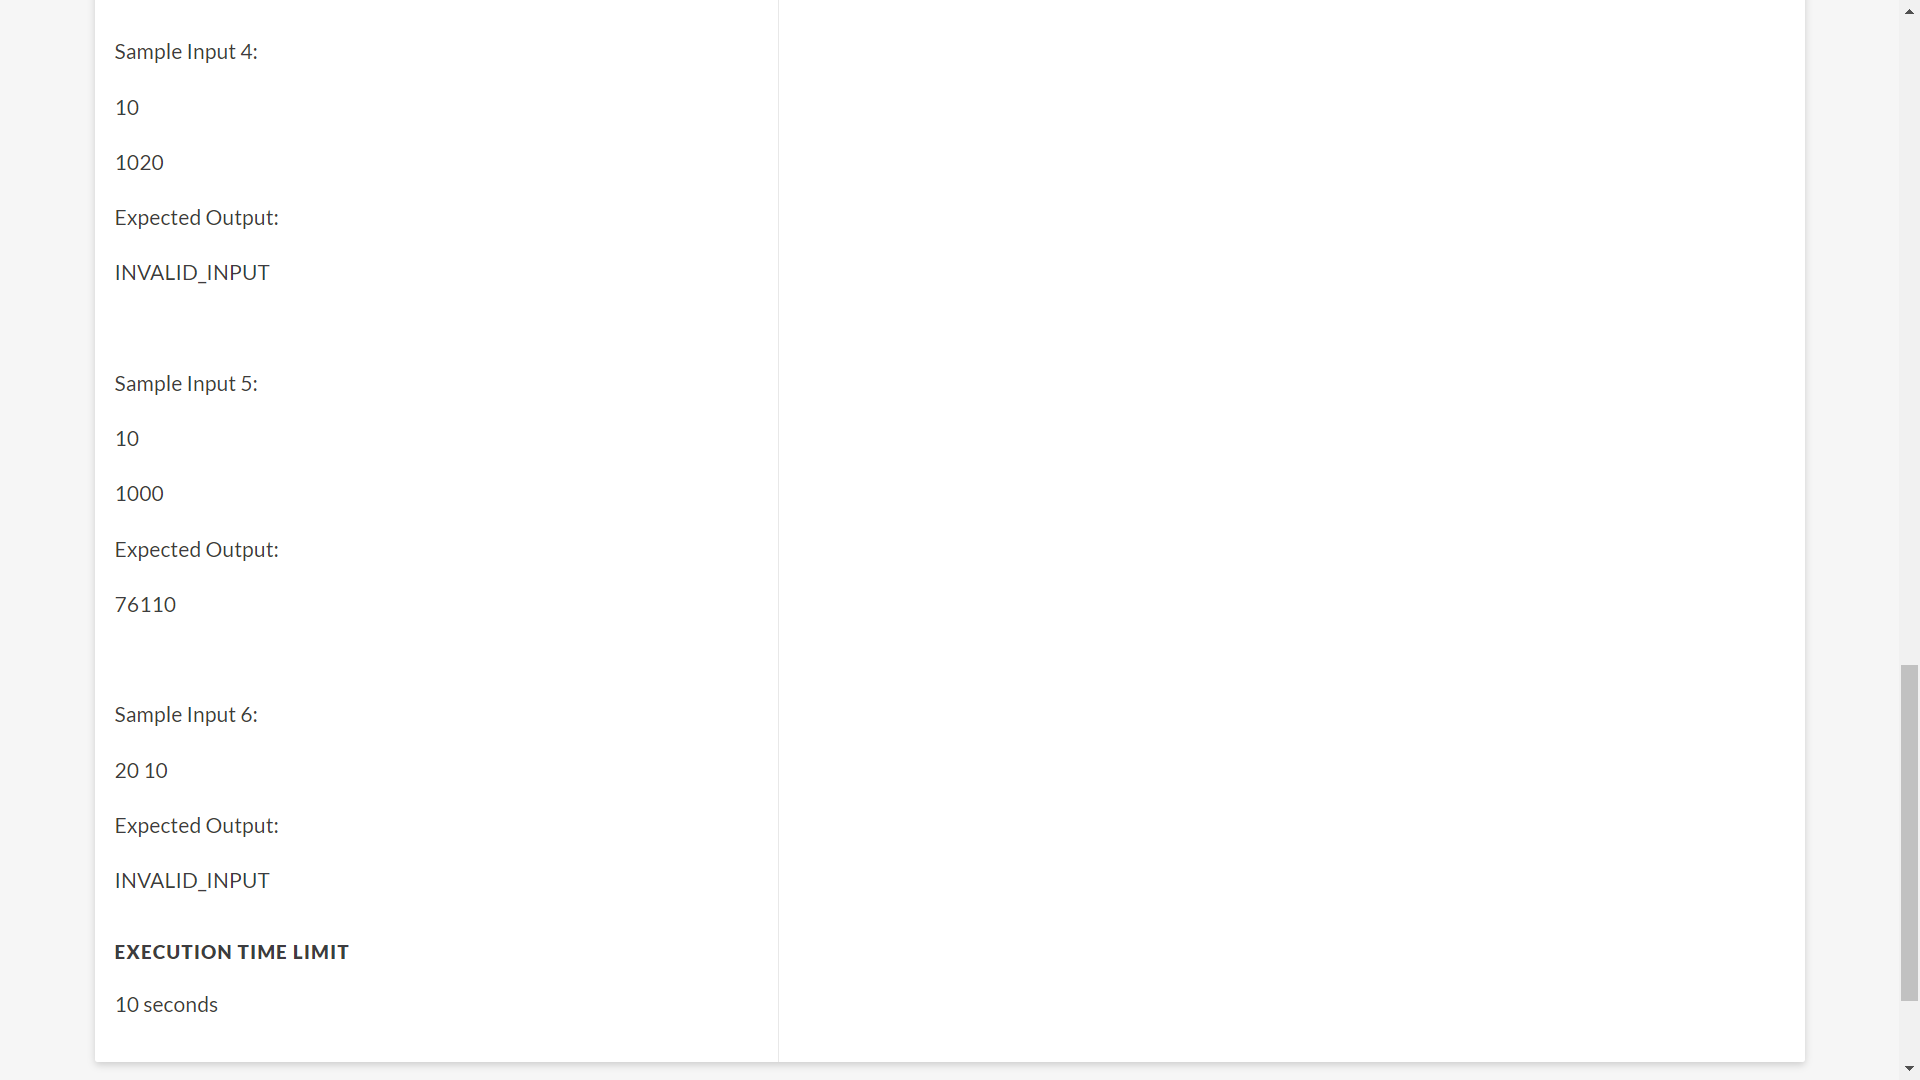 Sample Input 4:
10
1020
Expected Output:
INVALID_INPUT
Sample Input 5:
10
1000
Expected Output:
76110
Sample Input 6:
20 10
Expected Output:
INVALID_INPUT
EXECUTION TIME LIMIT
10 seconds